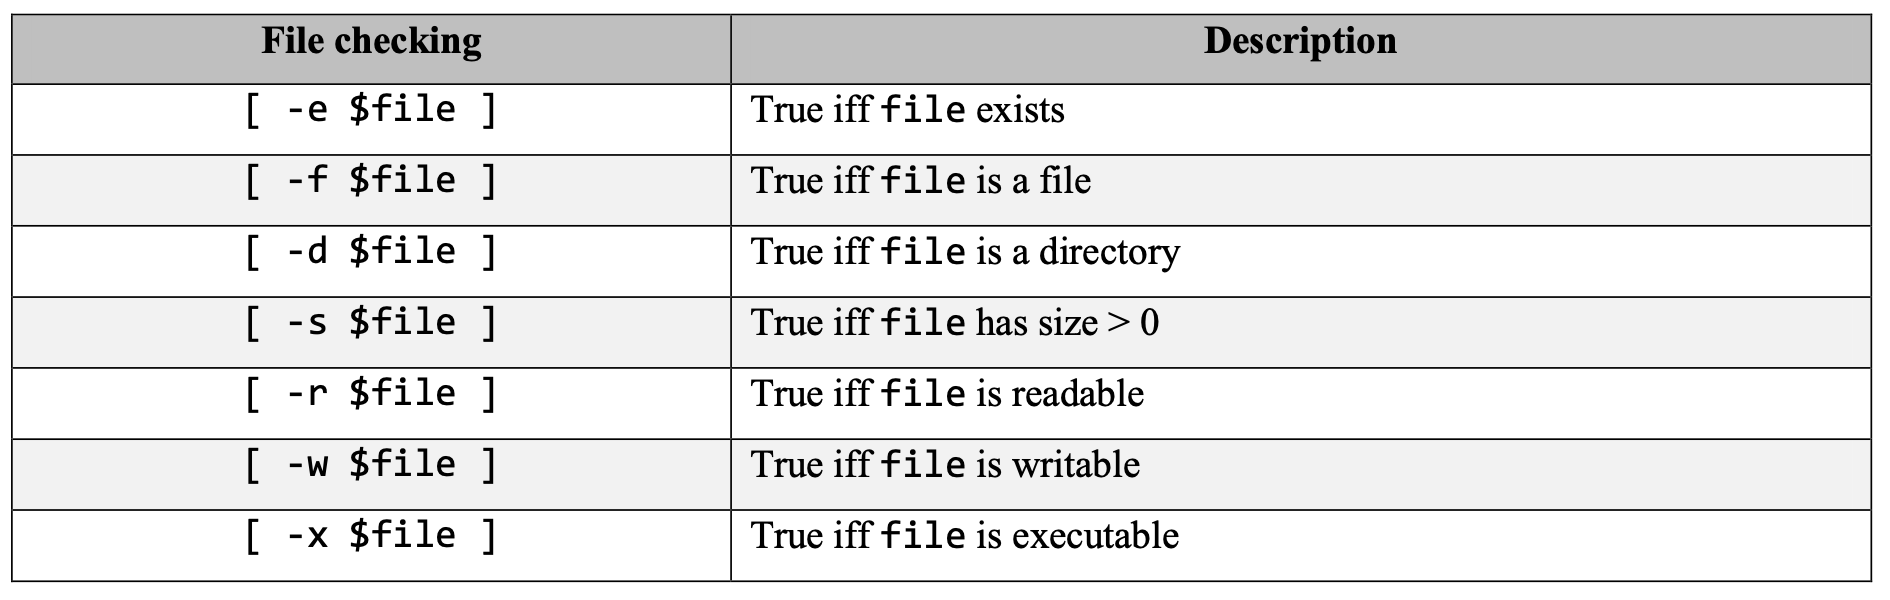 File checking Description
[ -e $file ] True iff file exists
[ -f $file ] True iff file is a file
[ -d $file ] True iff file is a directory
[ -s $file ] True iff file has size > 0
[ -r $file ] True iff file is readable
[ -w $file ] True iff file is writable
[ -x $file ] True iff file is executable